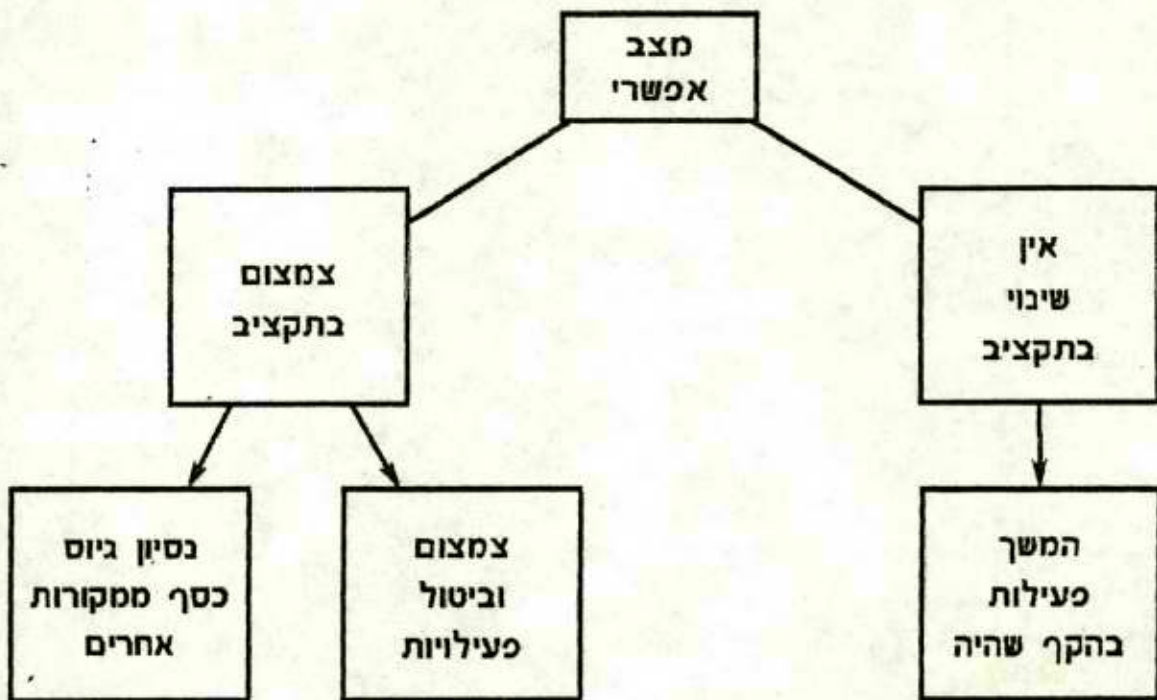 מצב
אפשרי
אין
שינוי
בתקציב
צמצום
בתקציב
המשך
פעילות
בהקף שהיה
צמצום
וביטול
פעילויות
נסיון גיוס
כסף ממקורות
אחרים